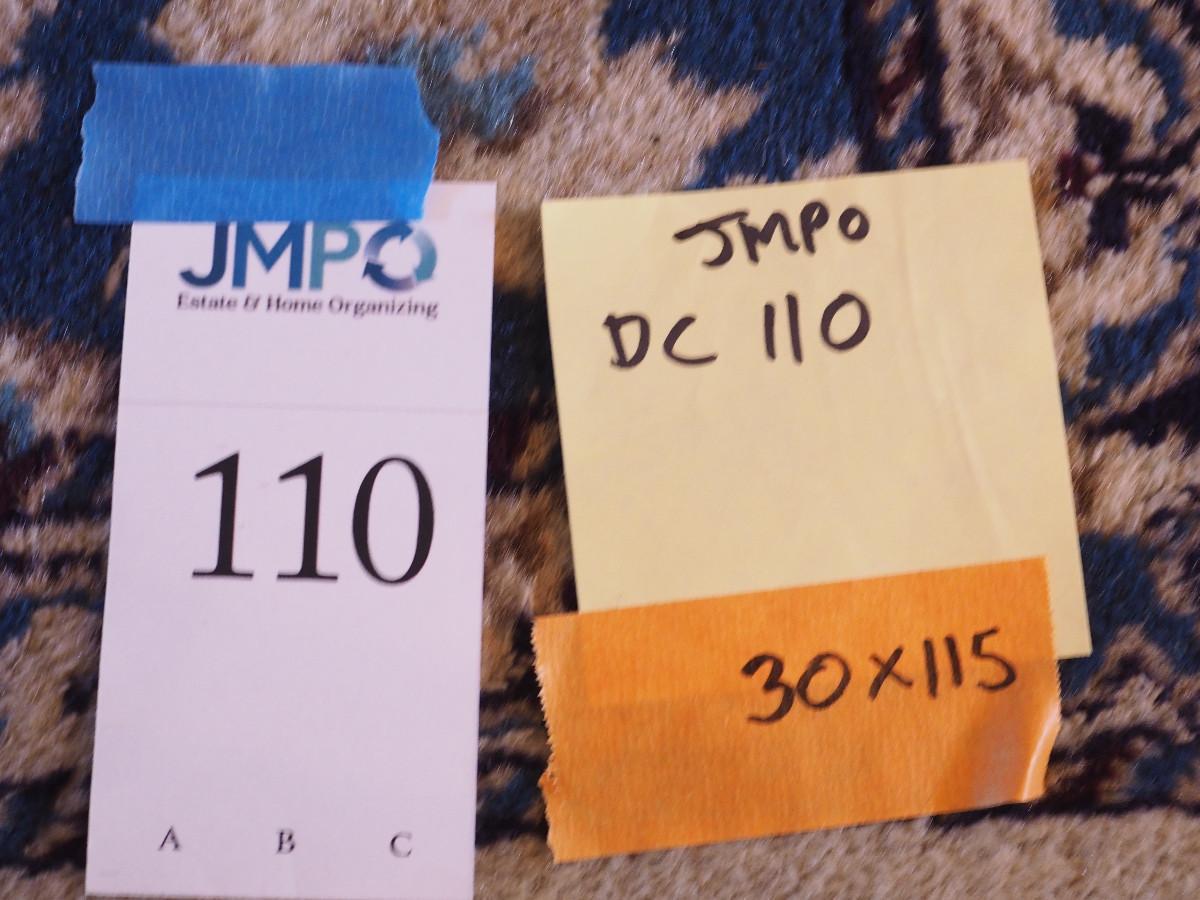 JMPO
Estate & Home Organizing
110
A B C
JMPO
DC 110
30x115